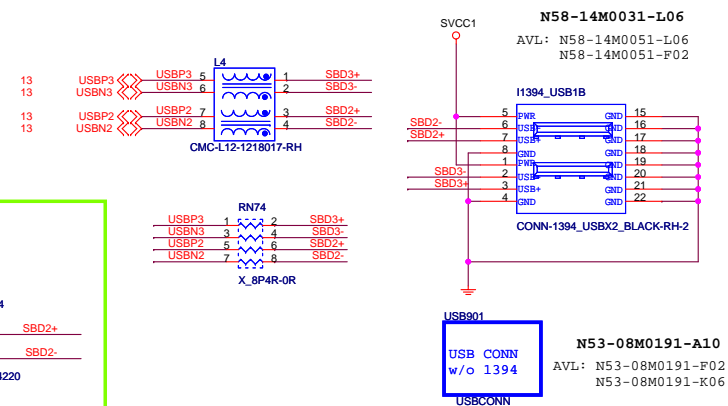 SVCC1
N58-14M0031-L06
AVL: N58-14M0051-L06
N58-14M0051-F02
L4
13 USBP3 USBP3 5 1 SBD3+
13 USBN3 USBN3 6 2 SBD3-
13 USBP2 USBP2 7 3 SBD2+
13 USBN2 USBN2 8 4 SBD2-
CMC-L12-1218017-RH
I1394_USB1B
5 PWR GND 15
SBD2- 6 USB- GND 16
SBD2+ 7 USB+ GND 17
8 GND GND 18
1 PWR GND 19
SBD3- 2 USB- GND 20
SBD3+ 3 USB+ GND 21
4 GND GND 22
CONN-1394_USBX2_BLACK-RH-2
RN74
USBP3 1 2 SBD3+
USBN3 3 4 SBD3-
USBP2 5 6 SBD2+
USBN2 7 8 SBD2-
X_8P4R-0R
4
SBD2+
SBD2-
4220
USB901
USB CONN
w/o 1394
USBCONN
N53-08M0191-A10
AVL: N53-08M0191-F02
N53-08M0191-K06